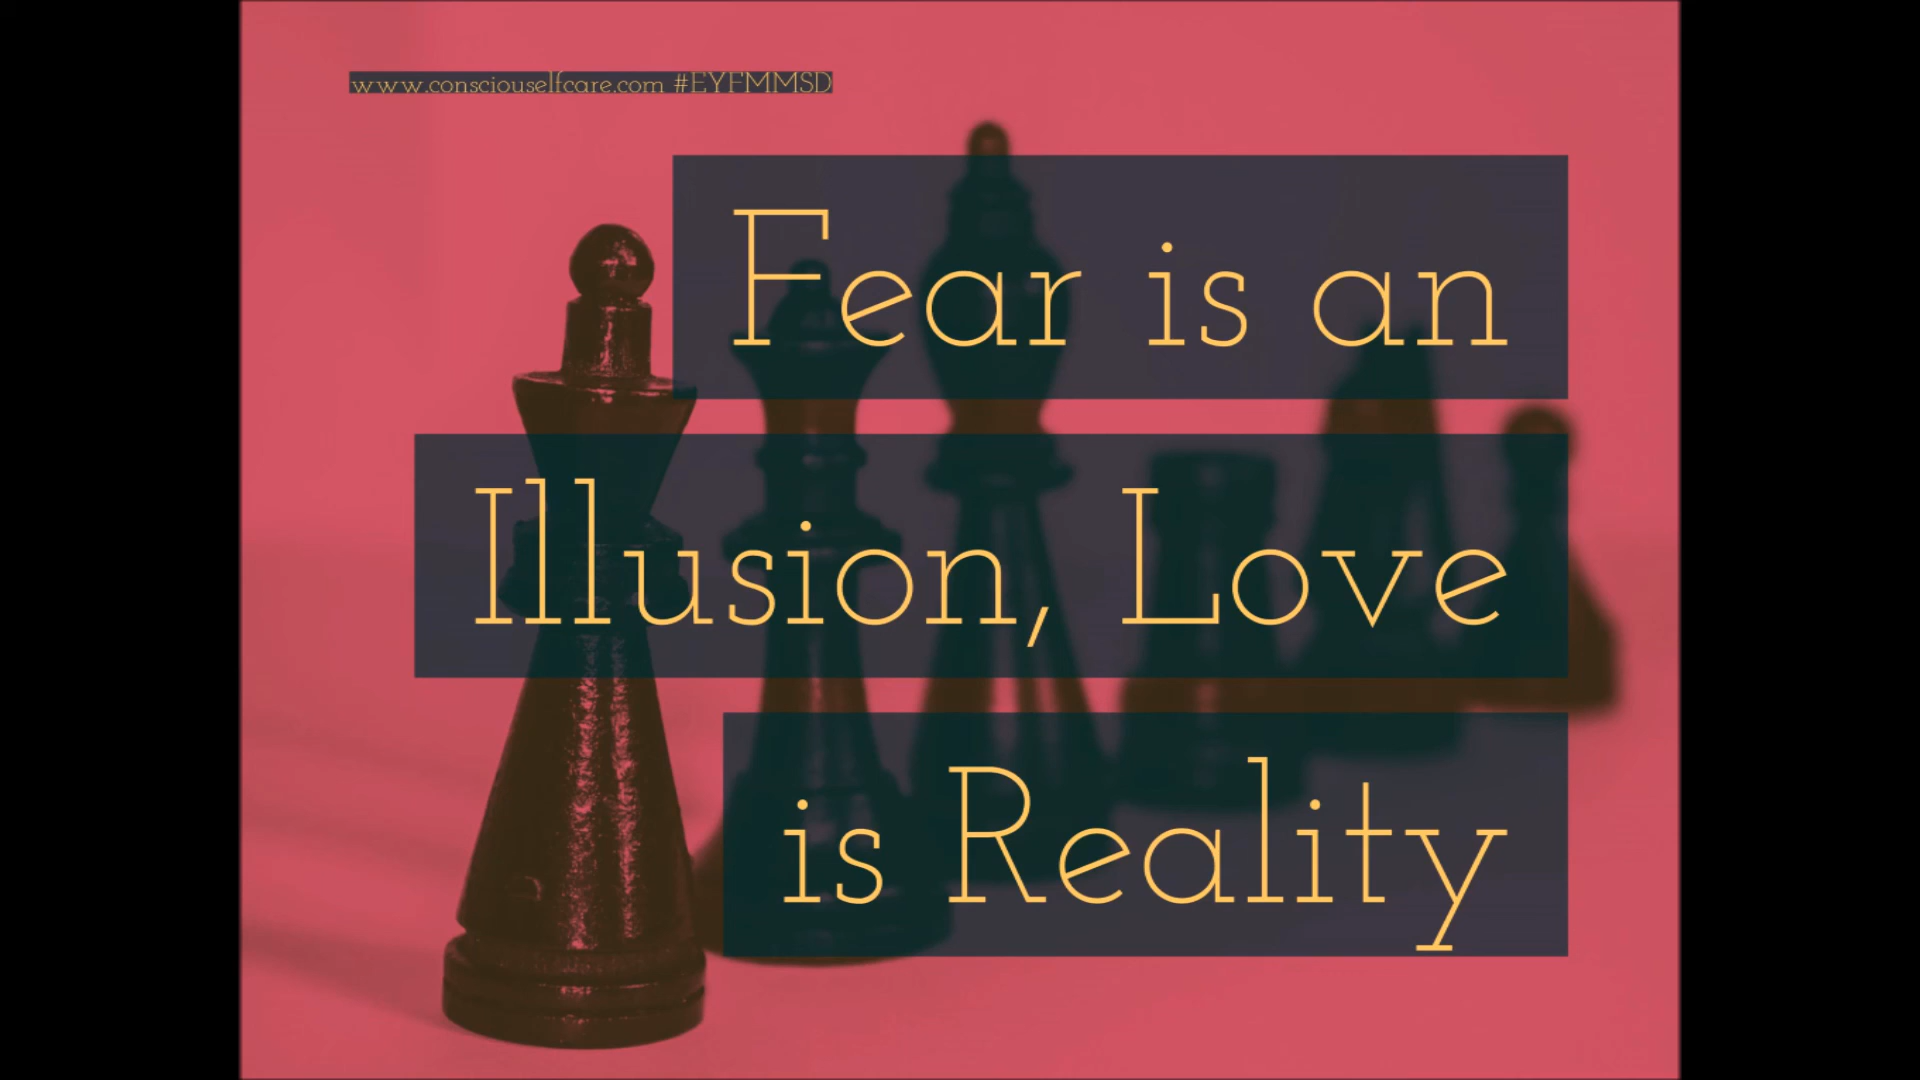 www.consciouselfcare.com #EYFMMSD
Fear is an
Illusion, Love
is Reality